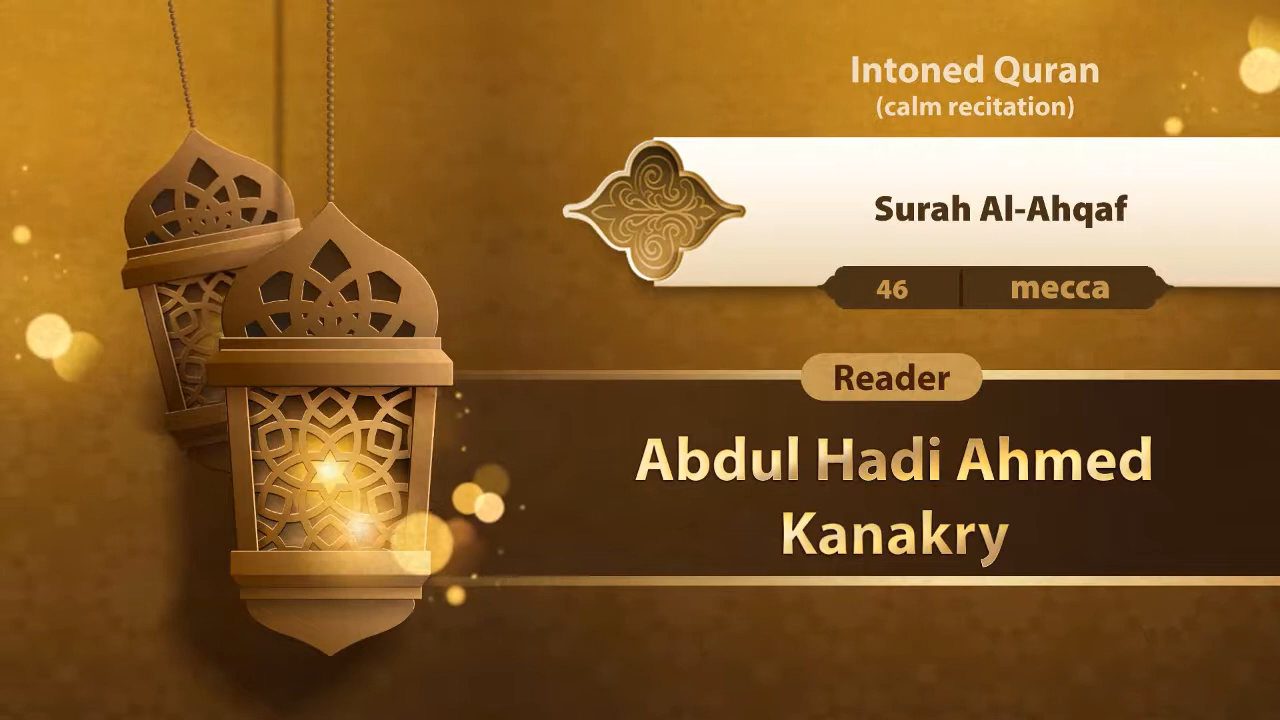 Intoned Quran
(calm recitation)
Surah Al-Ahqaf
46 mecca
Reader
Abdul Hadi Ahmed
Kanakry